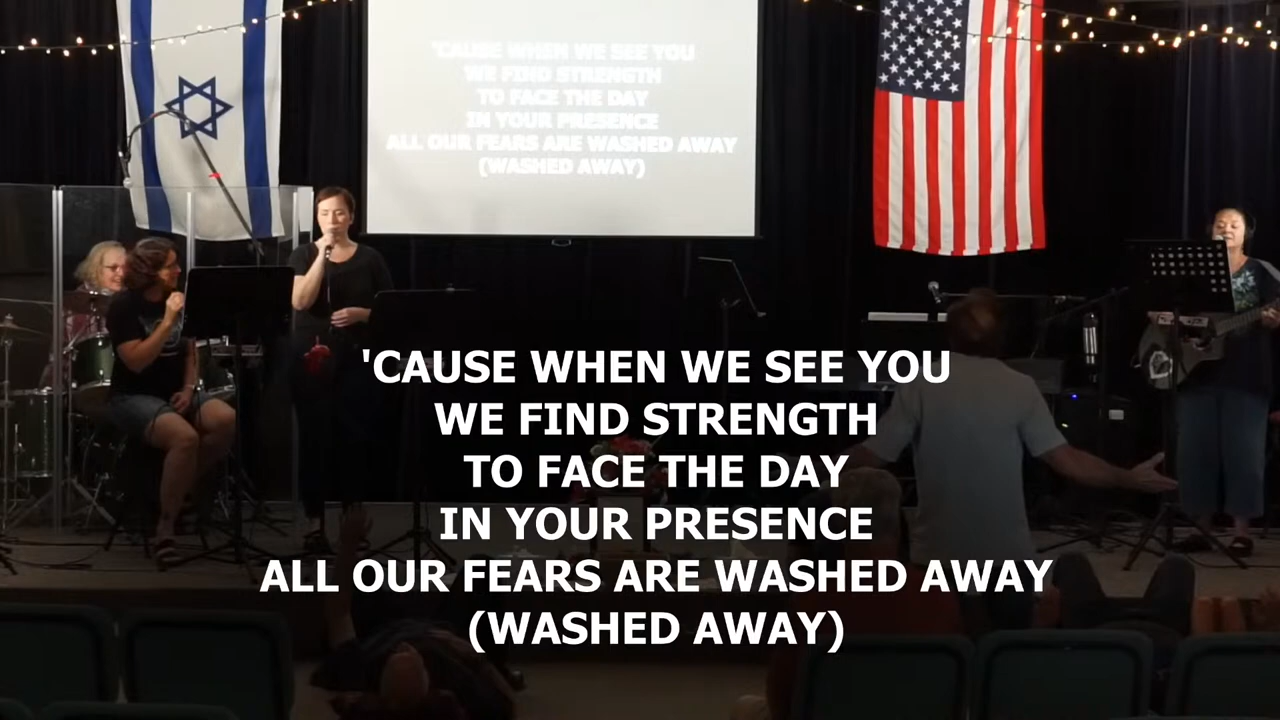 'CAUSE WHEN WE SEE YOU
WE FIND STRENGTH
TO FACE THE DAY
IN YOUR PRESENCE
ALL OUR FEARS ARE WASHED AWAY
(WASHED AWAY)
'CAUSE WHEN WE SEE YOU
WE FIND STRENGTH
TO FACE THE DAY
IN YOUR PRESENCE
ALL OUR FEARS ARE WASHED AWAY
(WASHED AWAY)